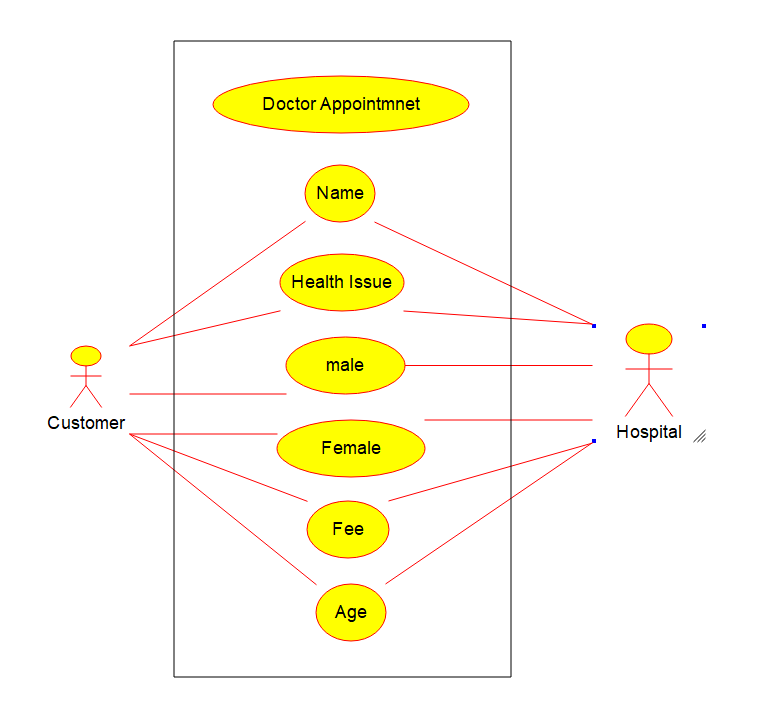 Doctor Appointmnet
Name
Health Issue
male
Customer
Hospital
Female
Fee
Age